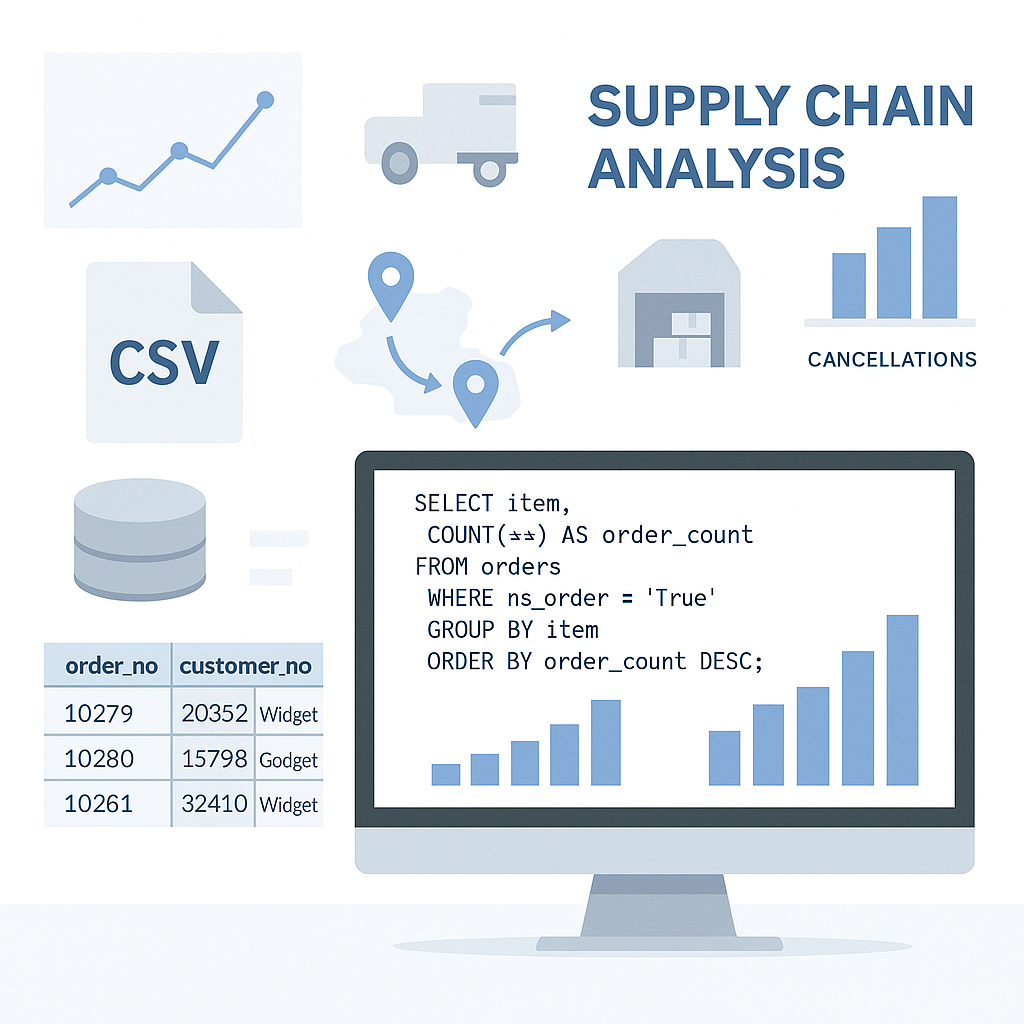 SUPPLY CHAIN
ANALYSIS
CSV
CANCELLATIONS
SELECT item,
COUNT(**) AS order_count
FROM orders
WHERE ns_order = 'True'
GROUP BY item
ORDER BY order_count DESC;
order_no customer_no
10279 20352 Widget
10280 15798 Godget
10261 32410 Widget